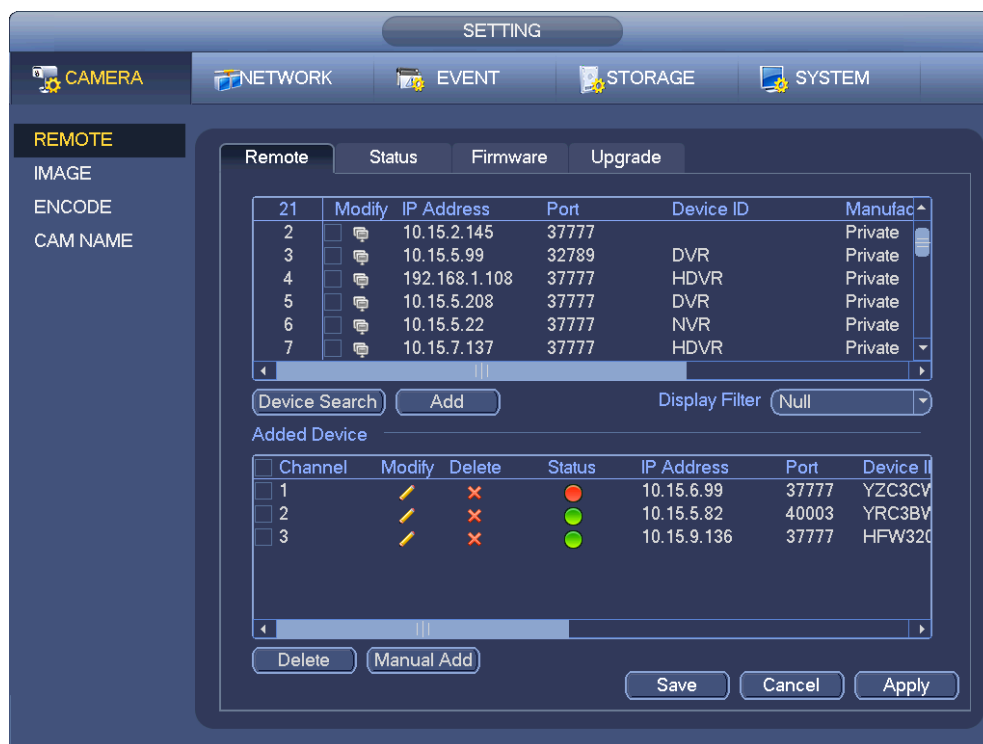 SETTING
CAMERA NETWORK EVENT STORAGE SYSTEM
REMOTE
IMAGE
ENCODE
CAM NAME
Remote Status Firmware Upgrade
21 Modify IP Address Port Device ID Manufac
2 10.15.2.145 37777 Private
3 10.15.5.99 32789 DVR Private
4 192.168.1.108 37777 HDVR Private
5 10.15.5.208 37777 DVR Private
6 10.15.5.22 37777 NVR Private
7 10.15.7.137 37777 HDVR Private
Device Search Add Display Filter Null
Added Device
Channel Modify Delete Status IP Address Port Device
1 10.15.6.99 37777 YZC3CV
2 10.15.5.82 40003 YRC3BV
3 10.15.9.136 37777 HFW320
Delete Manual Add
Save Cancel Apply